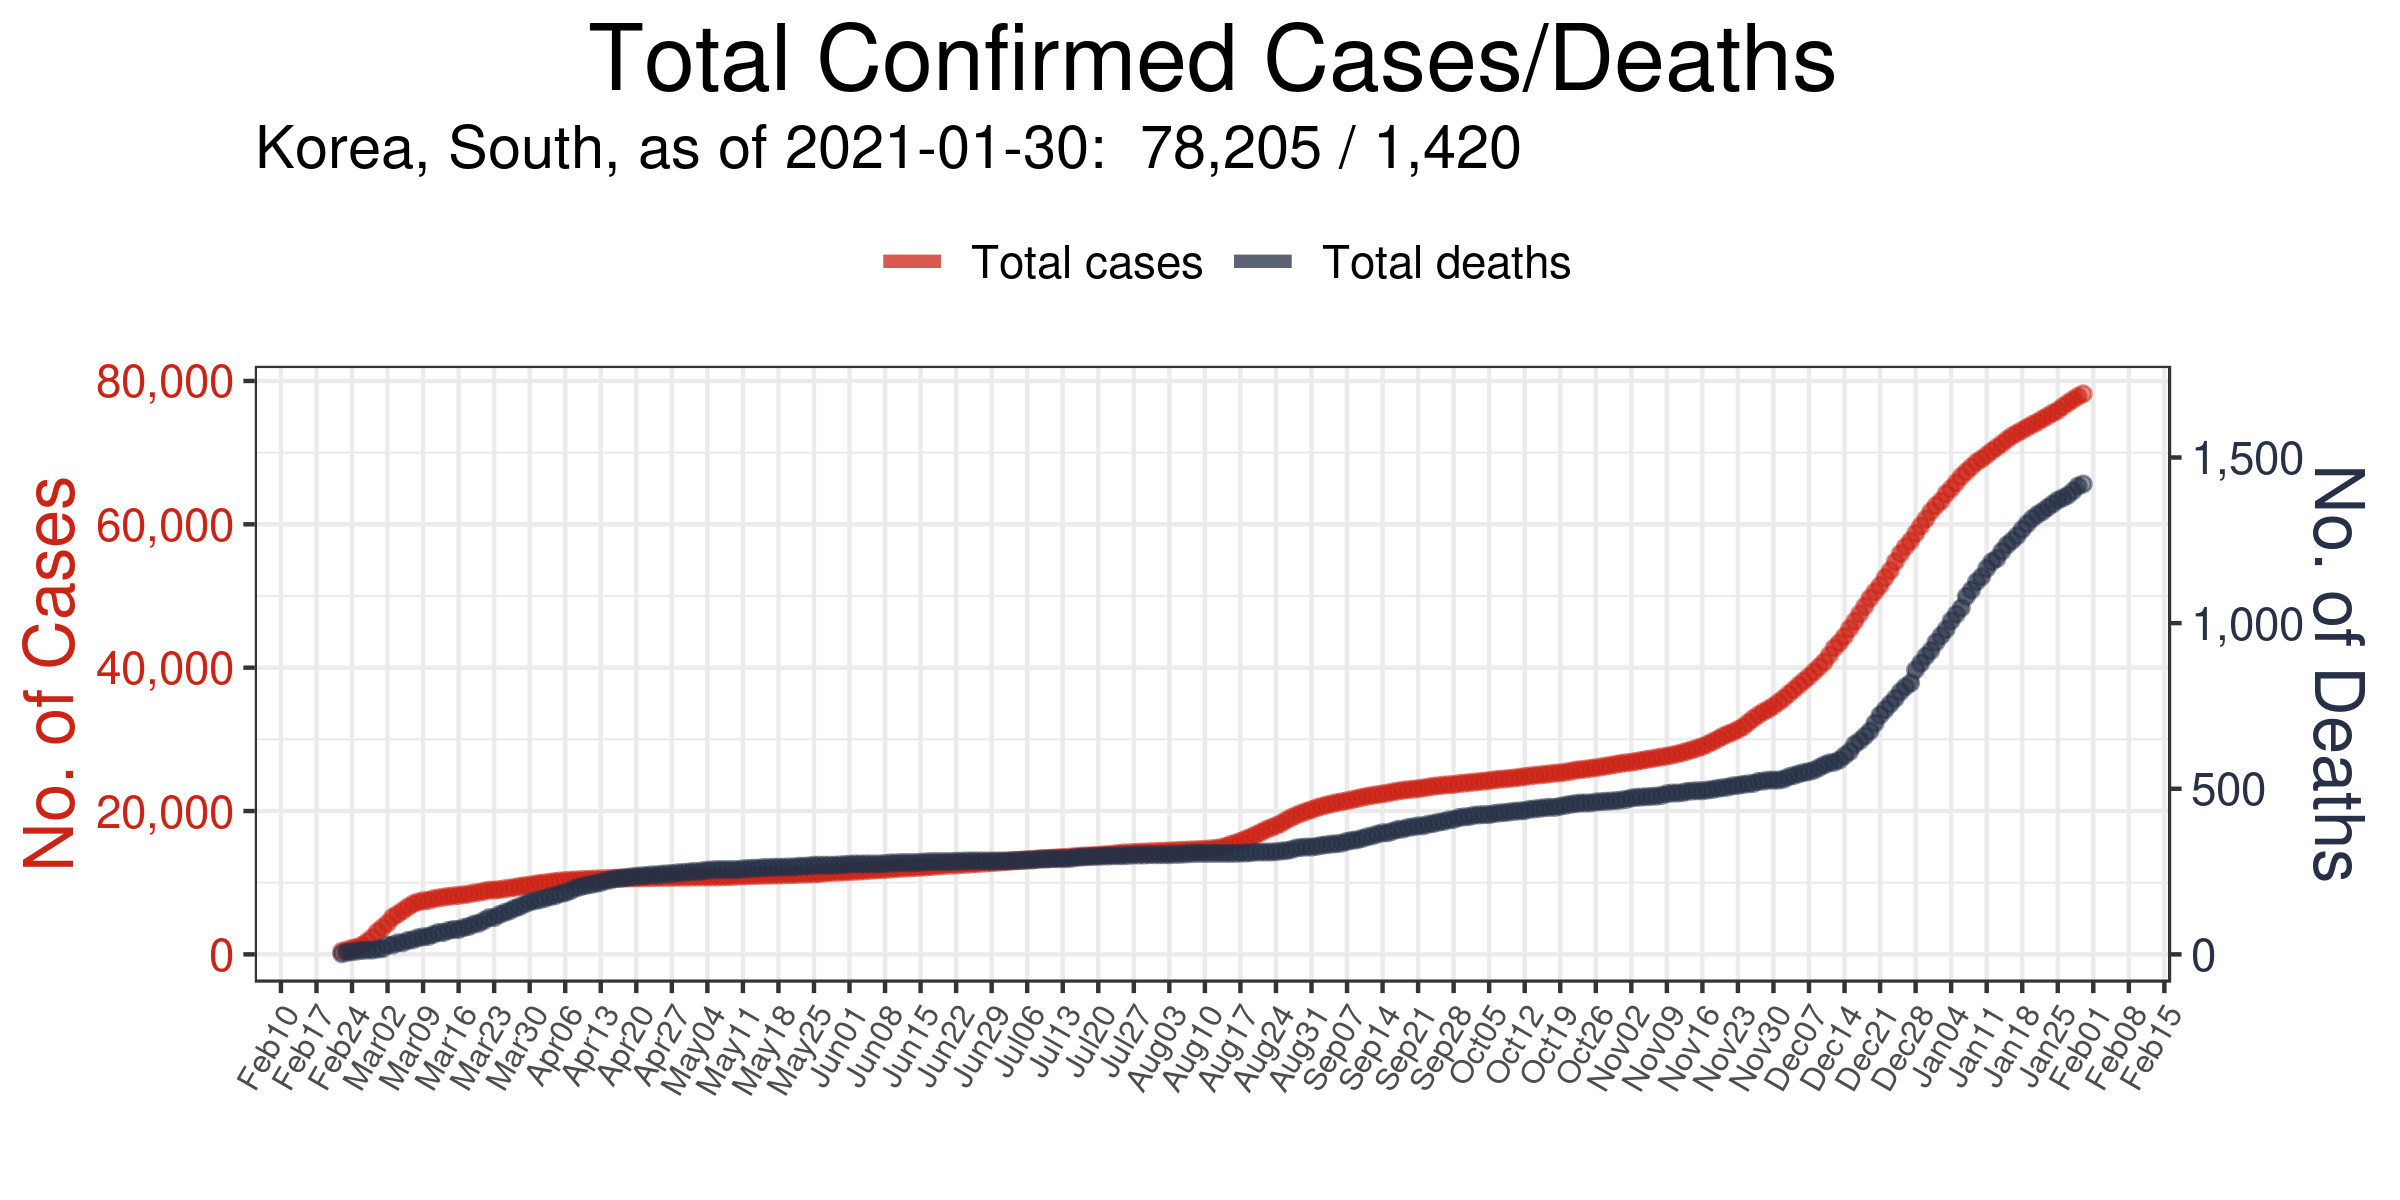 Total Confirmed Cases/Deaths
Korea, South, as of 2021-01-30: 78,205 / 1,420
Total cases
Total deaths
No. of Cases
80,000
60,000
40,000
20,000
0
1,500
1,000
500
0
No. of Deaths
Feb10
Feb17
Feb24
Mar02
Mar09
Mar16
Mar23
Mar30
Apr06
Apr13
Apr20
Apr27
May04
May11
May18
May25
Jun01
Jun08
Jun15
Jun22
Jun29
Jul06
Jul13
Jul20
Jul27
Aug03
Aug10
Aug17
Aug24
Aug31
Sep07
Sep14
Sep21
Sep28
Oct05
Oct12
Oct19
Oct26
Nov02
Nov09
Nov16
Nov23
Nov30
Dec07
Dec14
Dec21
Dec28
Jan04
Jan11
Jan18
Jan25
Feb01
Feb08
Feb15